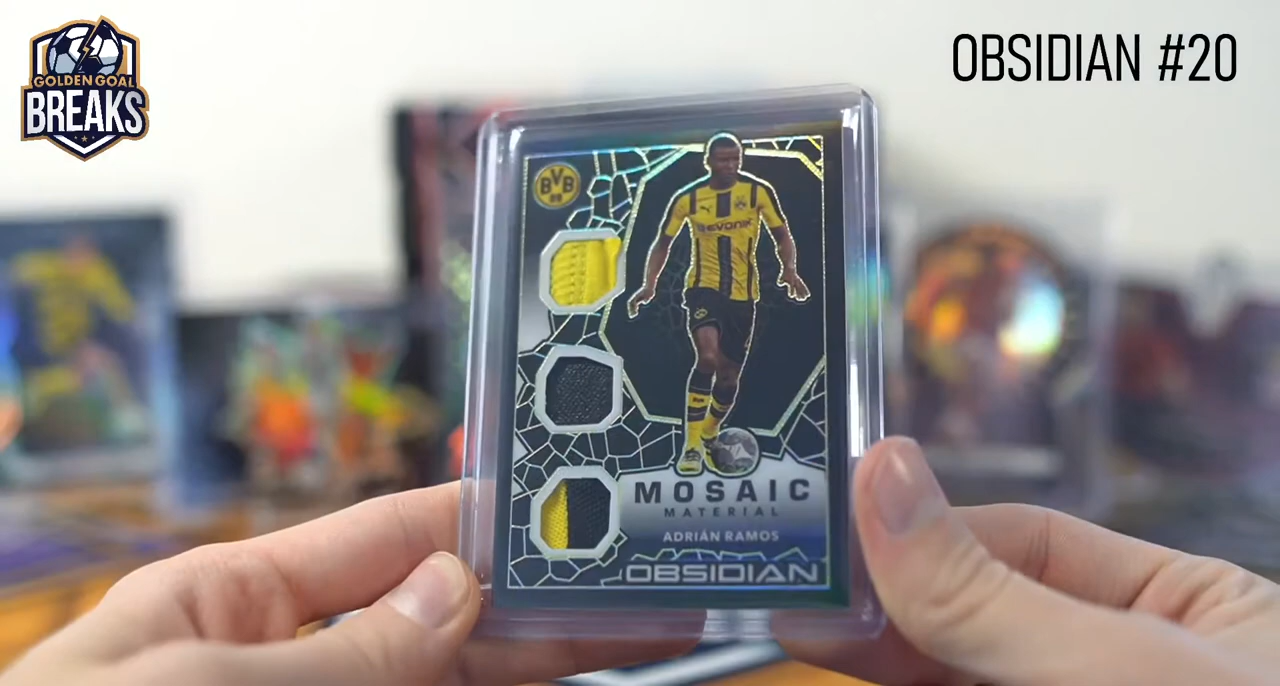 GOLDEN GOAL
BREAKS
OBSIDIAN #20
BVB
09
EVONIK
MOSAIC
MATERIAL
ADRIÁN RAMOS
OBSIDIAN